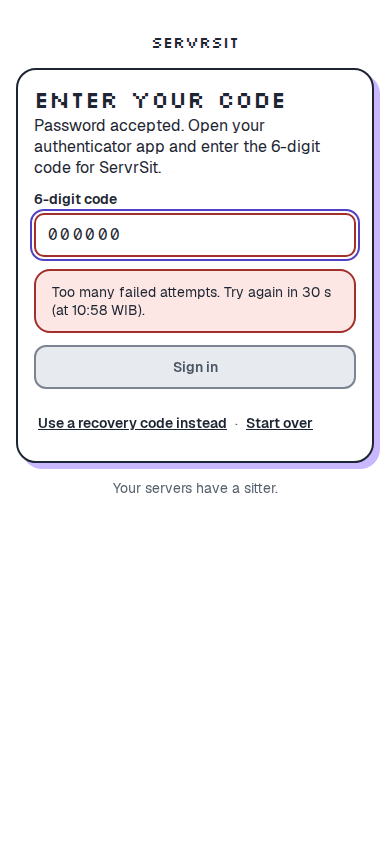 SERVRSIT
ENTER YOUR CODE
Password accepted. Open your
authenticator app and enter the 6-digit
code for ServrSit.
6-digit code
000000
Too many failed attempts. Try again in 30 s
(at 10:58 WIB).
Sign in
Use a recovery code instead · Start over
Your servers have a sitter.